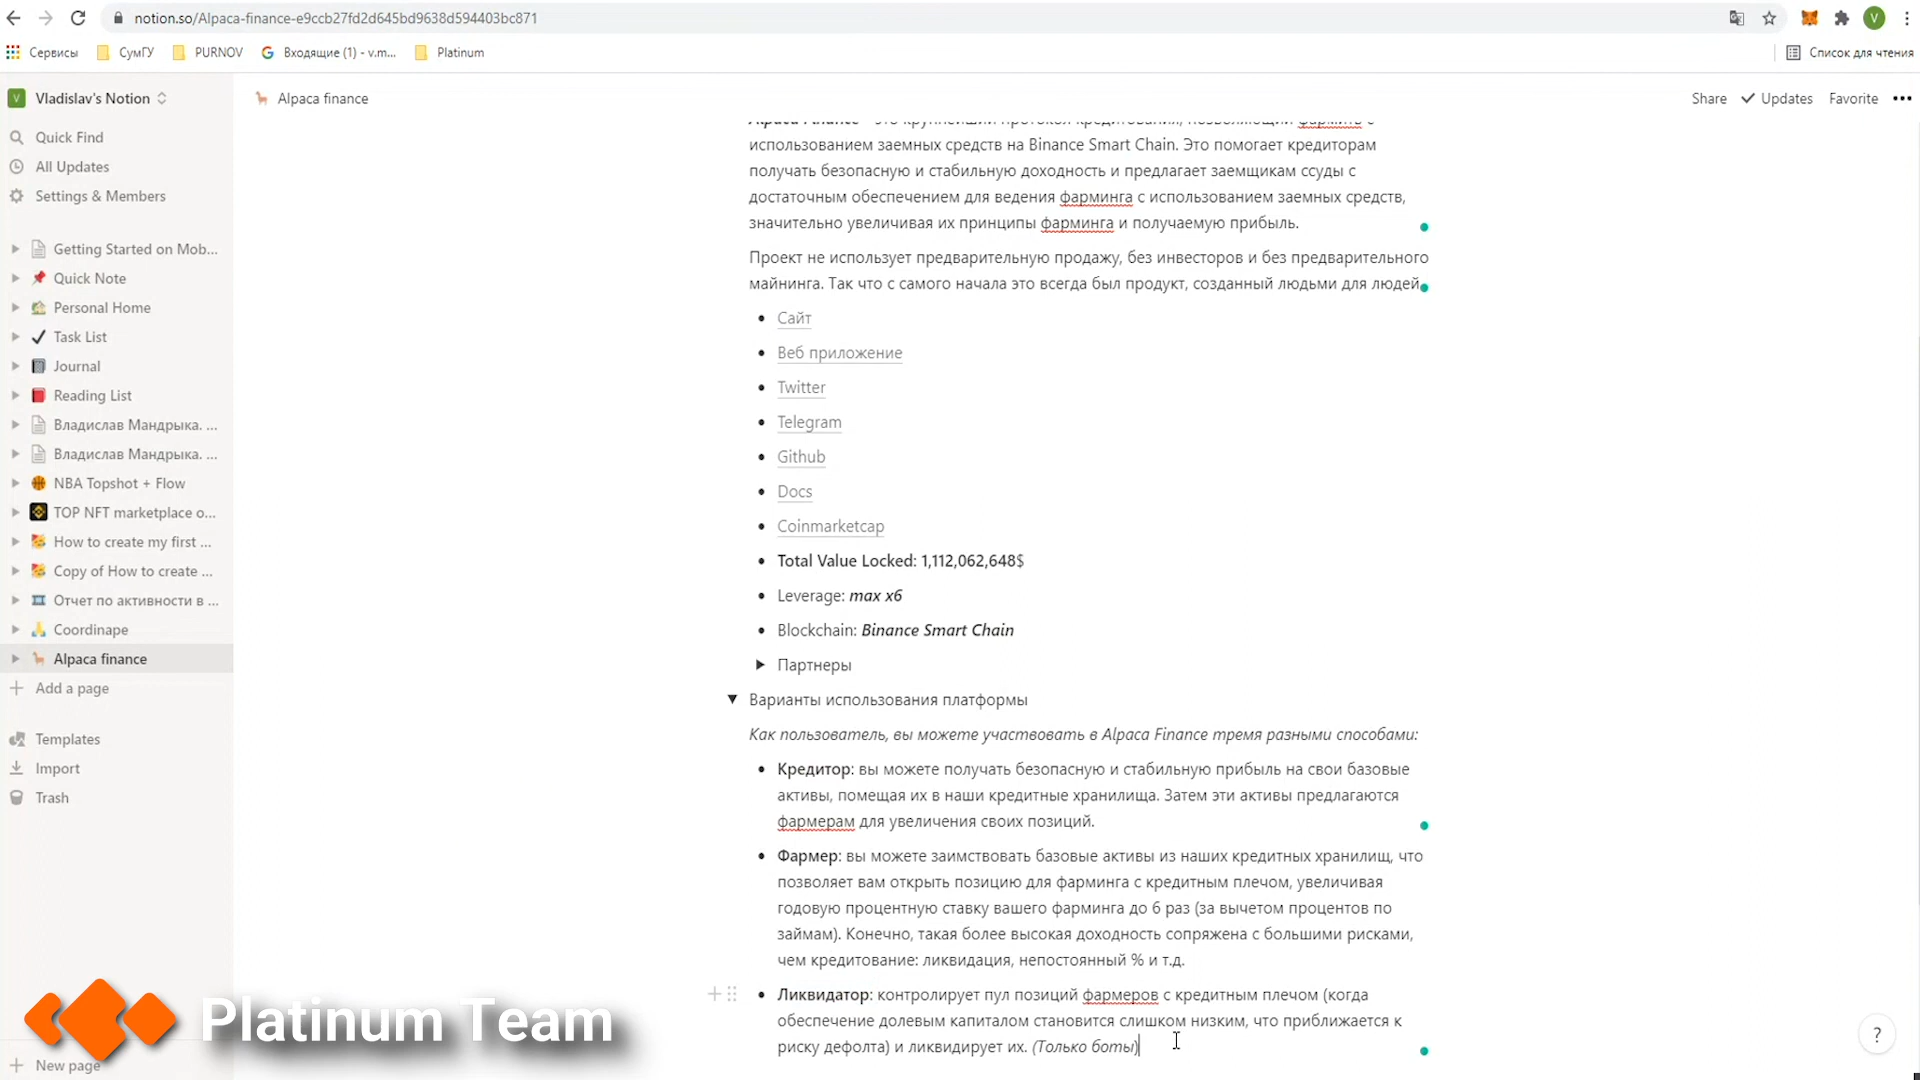 notion.so/Alpaca-finance-e9ccb27fd2d645bd9638d594403bc871
V
Сервисы
СумГУ
PURNOV
Входящие (1) - v.m...
Platinum
Список для чтения
V
Vladislav's Notion
Alpaca finance
Share
Updates
Favorite
Quick Find
All Updates
Settings & Members
Getting Started on Mob...
Quick Note
Personal Home
Task List
Journal
Reading List
Владислав Мандрыка. ...
Владислав Мандрыка. ...
NBA Topshot + Flow
TOP NFT marketplace o...
How to create my first ...
Copy of How to create ...
Отчет по активности в ...
Coordinape
Alpaca finance
Add a page
Templates
Import
Trash
New page
Alpaca Finance - это крупнейший протокол кредитования, позволяющий фармить с
использованием заемных средств на Binance Smart Chain. Это помогает кредиторам
получать безопасную и стабильную доходность и предлагает заемщикам ссуды с
достаточным обеспечением для ведения фарминга с использованием заемных средств,
значительно увеличивая их принципы фарминга и получаемую прибыль.
Проект не использует предварительную продажу, без инвесторов и без предварительного
майнинга. Так что с самого начала это всегда был продукт, созданный людьми для людей
Сайт
Веб приложение
Twitter
Telegram
Github
Docs
Coinmarketcap
Total Value Locked: 1,112,062,648$
Leverage: max x6
Blockchain: Binance Smart Chain
Партнеры
Варианты использования платформы
Как пользователь, вы можете участвовать в Alpaca Finance тремя разными способами:
Кредитор: вы можете получать безопасную и стабильную прибыль на свои базовые
активы, помещая их в наши кредитные хранилища. Затем эти активы предлагаются
фармерам для увеличения своих позиций.
Фармер: вы можете заимствовать базовые активы из наших кредитных хранилищ, что
позволяет вам открыть позицию для фарминга с кредитным плечом, увеличивая
годовую процентную ставку вашего фарминга до 6 раз (за вычетом процентов по
займам). Конечно, такая более высокая доходность сопряжена с большими рисками,
чем кредитование: ликвидация, непостоянный % и т.д.
Ликвидатор: контролирует пул позиций фармеров с кредитным плечом (когда
обеспечение долевым капиталом становится слишком низким, что приближается к
риску дефолта) и ликвидирует их. (Только боты)
?
Platinum Team